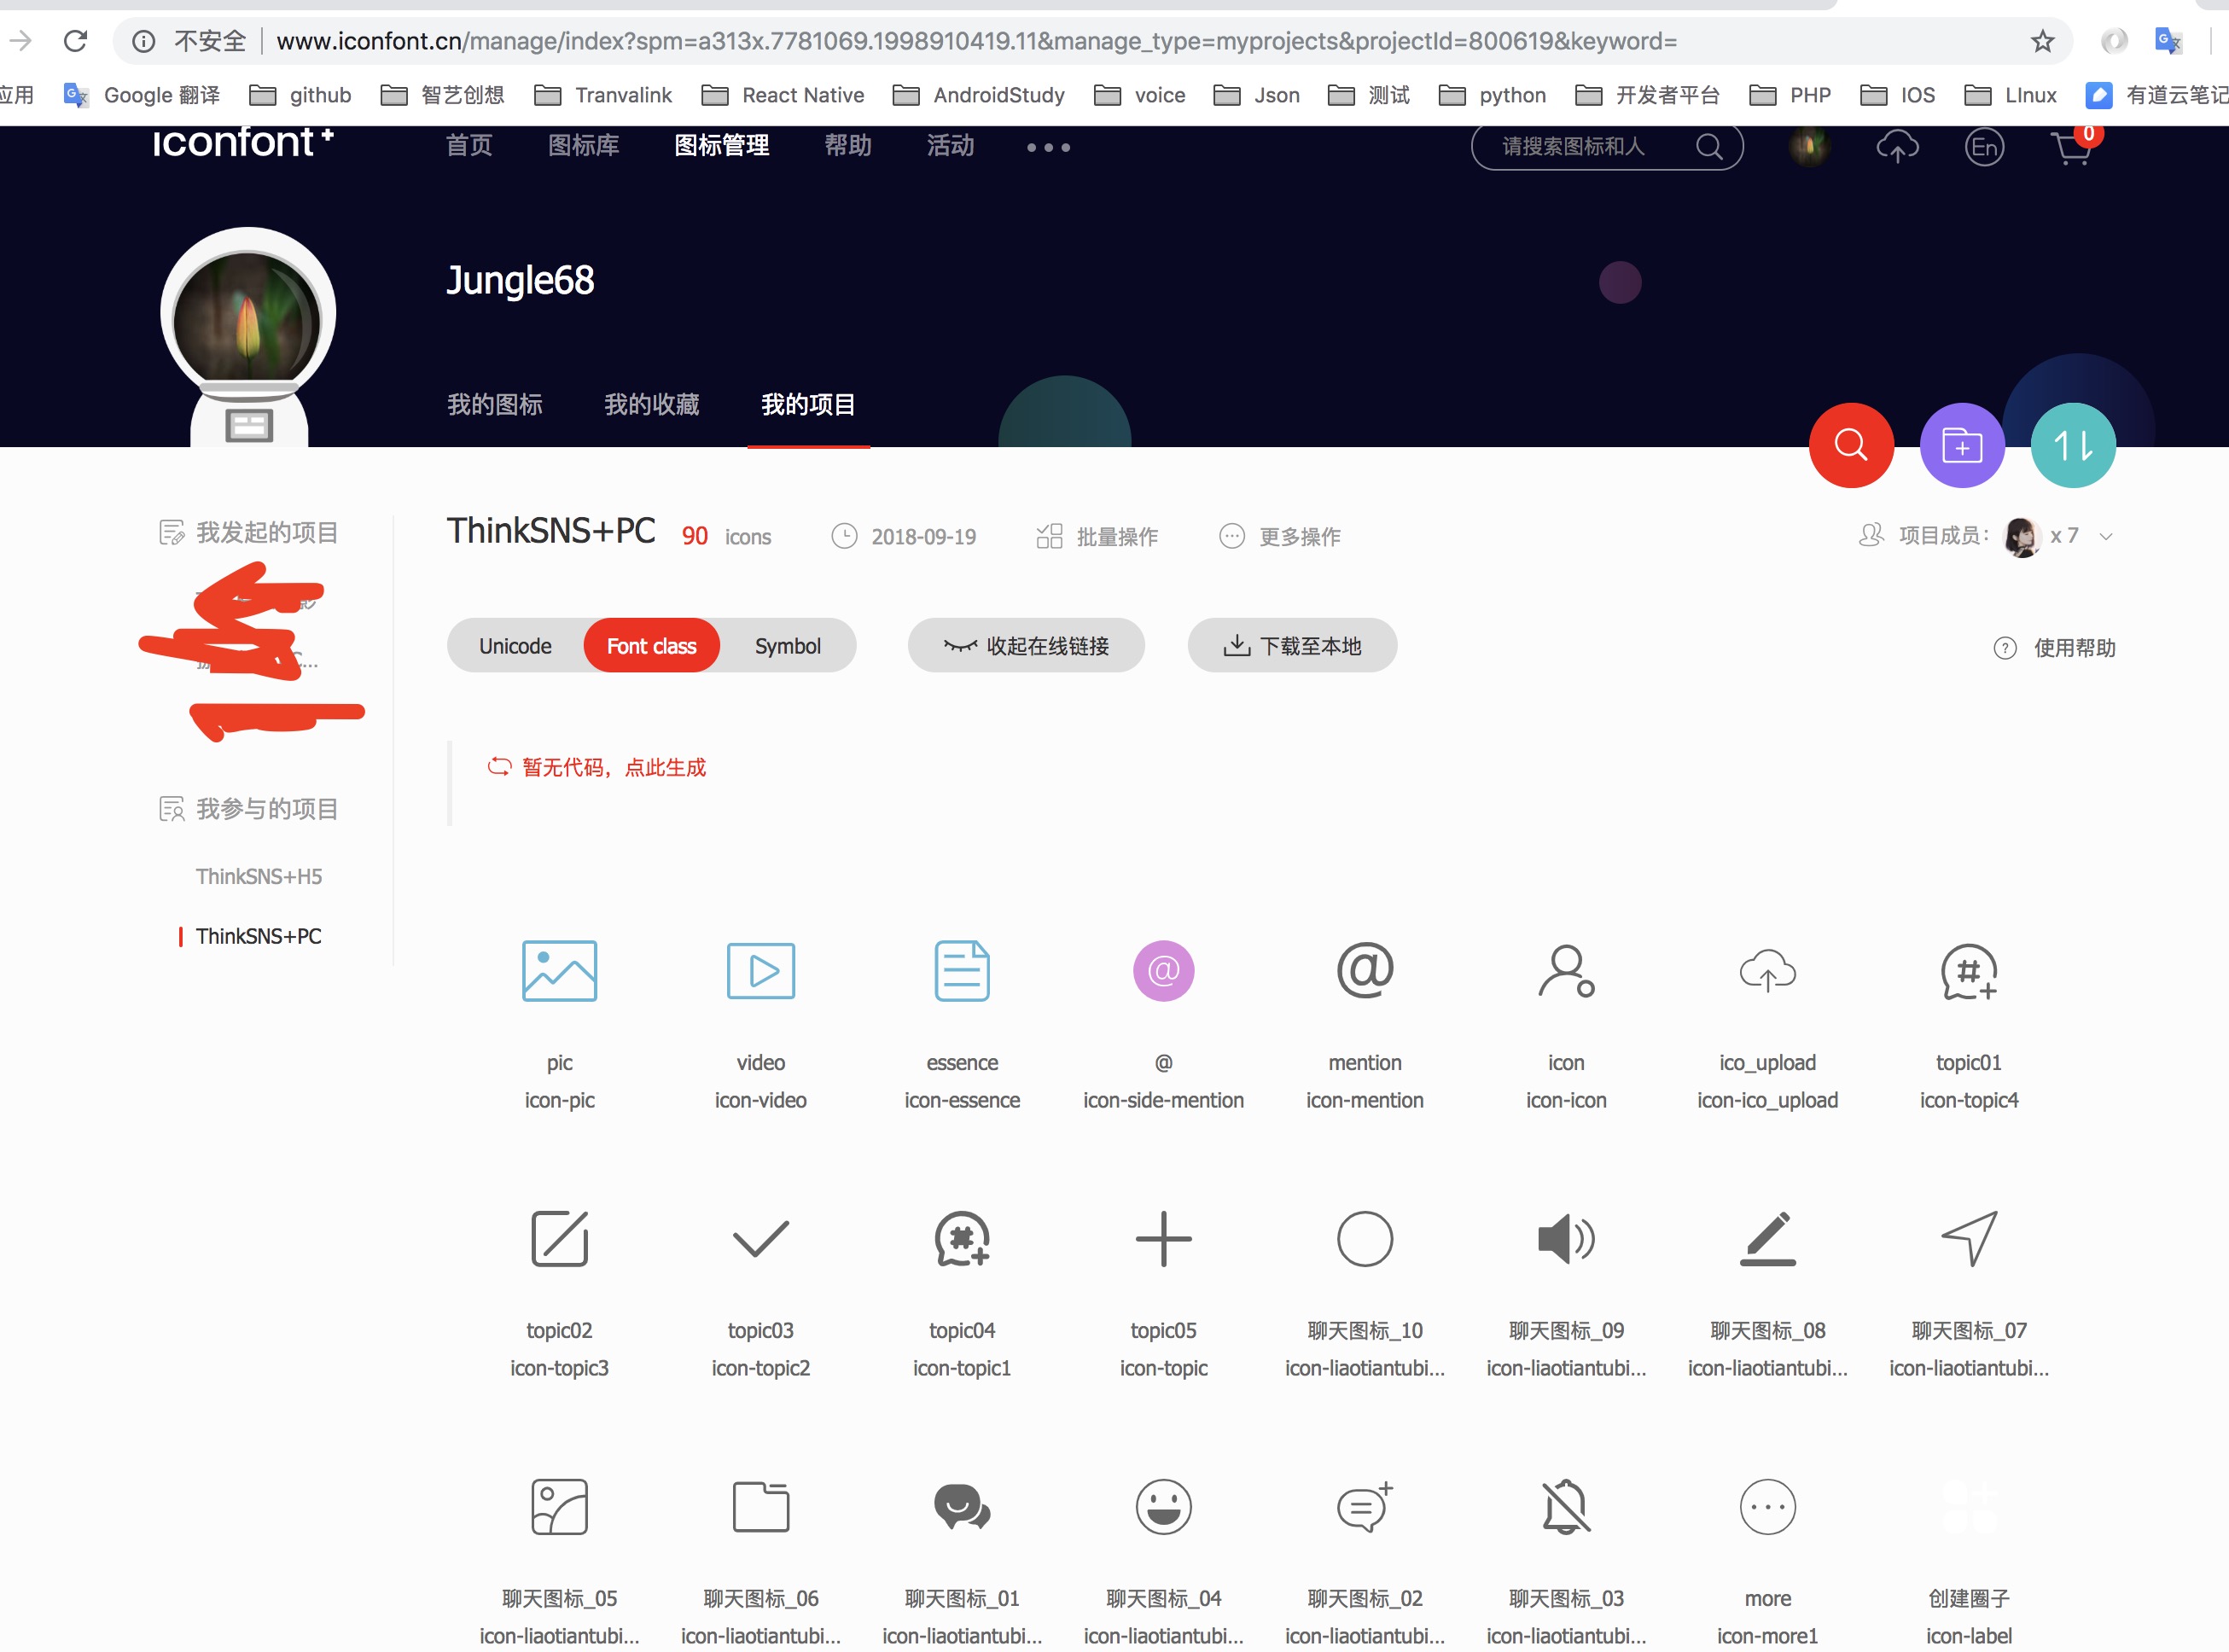 不安全 www.iconfont.cn/manage/index?spm=a313x.7781069.1998910419.11&manage_type=myprojects&projectId=800619&keyword=
应用 Google 翻译 github 智艺创想 Tranvalink React Native AndroidStudy voice Json 测试 python 开发者平台 PHP IOS LInux 有道云笔记
iconfont+ 首页 图标库 图标管理 帮助 活动 ••• 请搜索图标和人 En 0
Jungle68
我的图标 我的收藏 我的项目
我发起的项目
ThinkSNS+PC 90 icons 2018-09-19 批量操作 更多操作 项目成员: x 7
Unicode Font class Symbol 收起在线链接 下载至本地 使用帮助
暂无代码，点此生成
我参与的项目
ThinkSNS+H5
ThinkSNS+PC
pic video essence @ mention icon ico_upload topic01
icon-pic icon-video icon-essence icon-side-mention icon-mention icon-icon icon-ico_upload icon-topic4
topic02 topic03 topic04 topic05 聊天图标_10 聊天图标_09 聊天图标_08 聊天图标_07
icon-topic3 icon-topic2 icon-topic1 icon-topic icon-liaotiantubi... icon-liaotiantubi... icon-liaotiantubi... icon-liaotiantubi...
聊天图标_05 聊天图标_06 聊天图标_01 聊天图标_04 聊天图标_02 聊天图标_03 more 创建圈子
icon-liaotiantubi... icon-liaotiantubi... icon-liaotiantubi... icon-liaotiantubi... icon-liaotiantubi... icon-liaotiantubi... icon-more1 icon-label